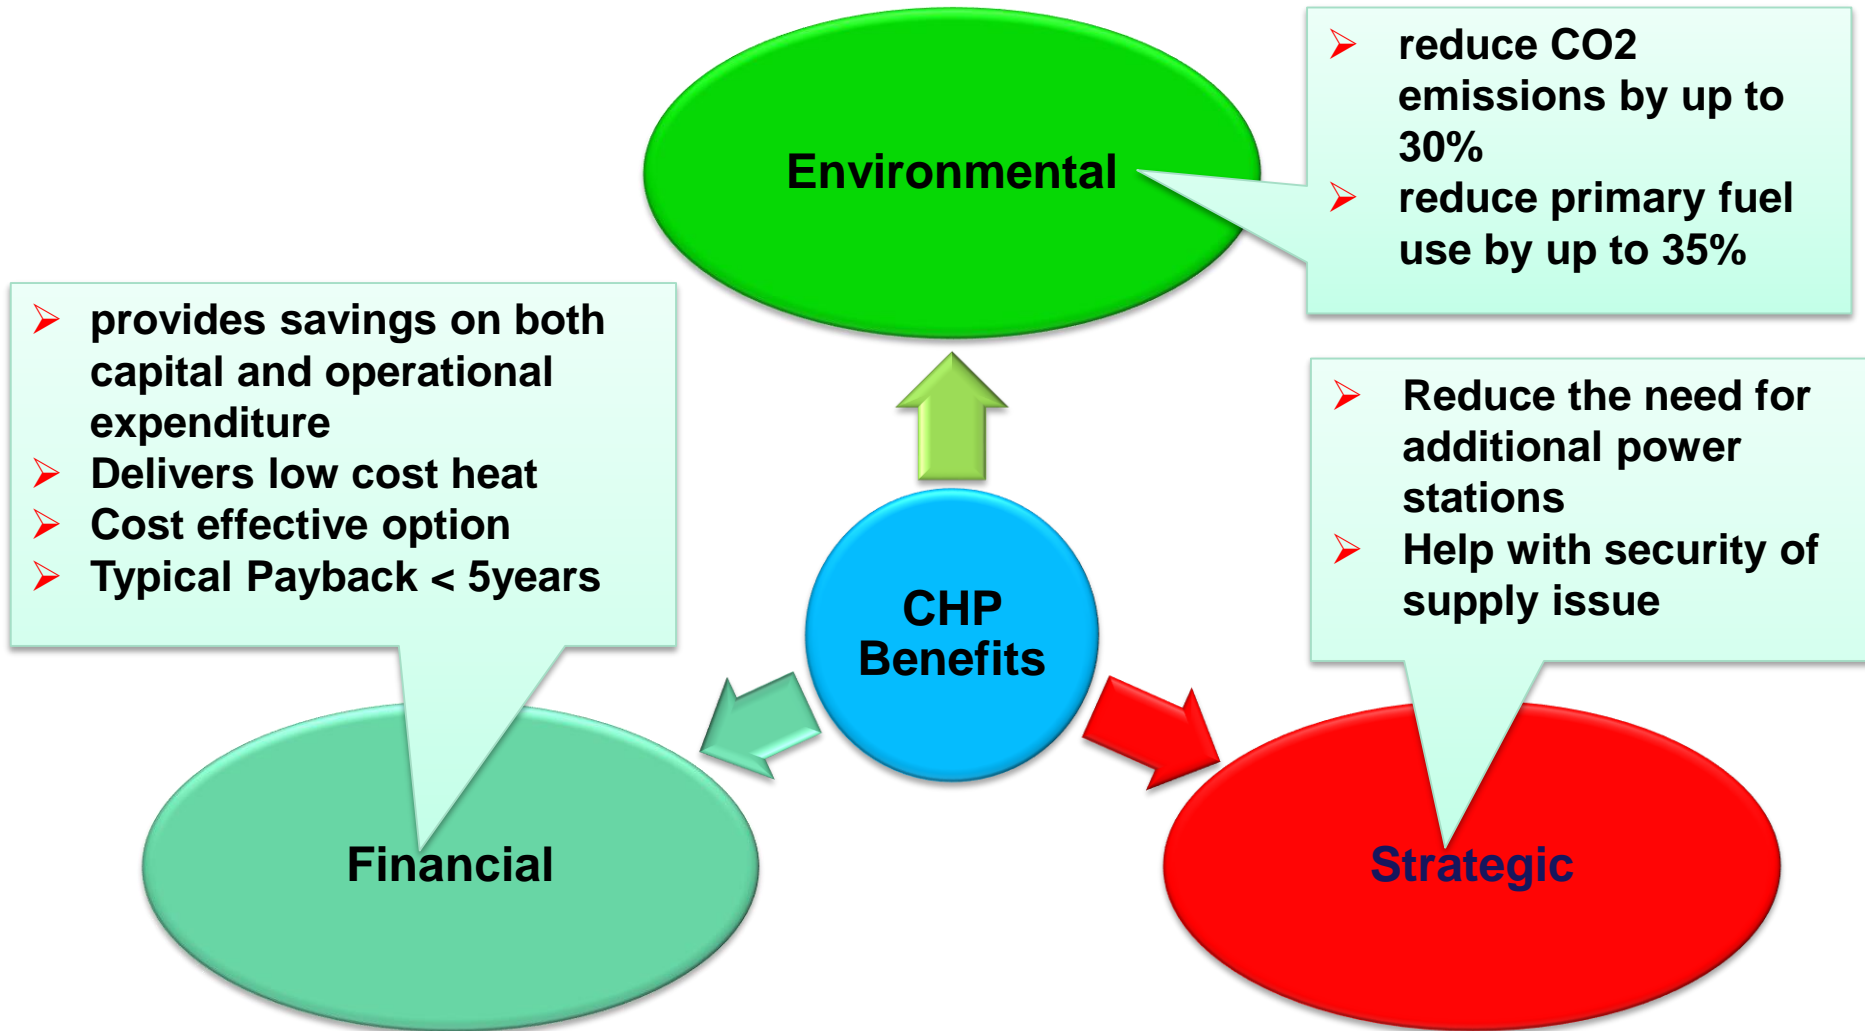 Environmental
➢ reduce CO2
emissions by up to
30%
➢ reduce primary fuel
use by up to 35%
➢ provides savings on both
capital and operational
expenditure
➢ Delivers low cost heat
➢ Cost effective option
➢ Typical Payback < 5years
➢ Reduce the need for
additional power
stations
➢ Help with security of
supply issue
CHP
Benefits
Financial
Strategic